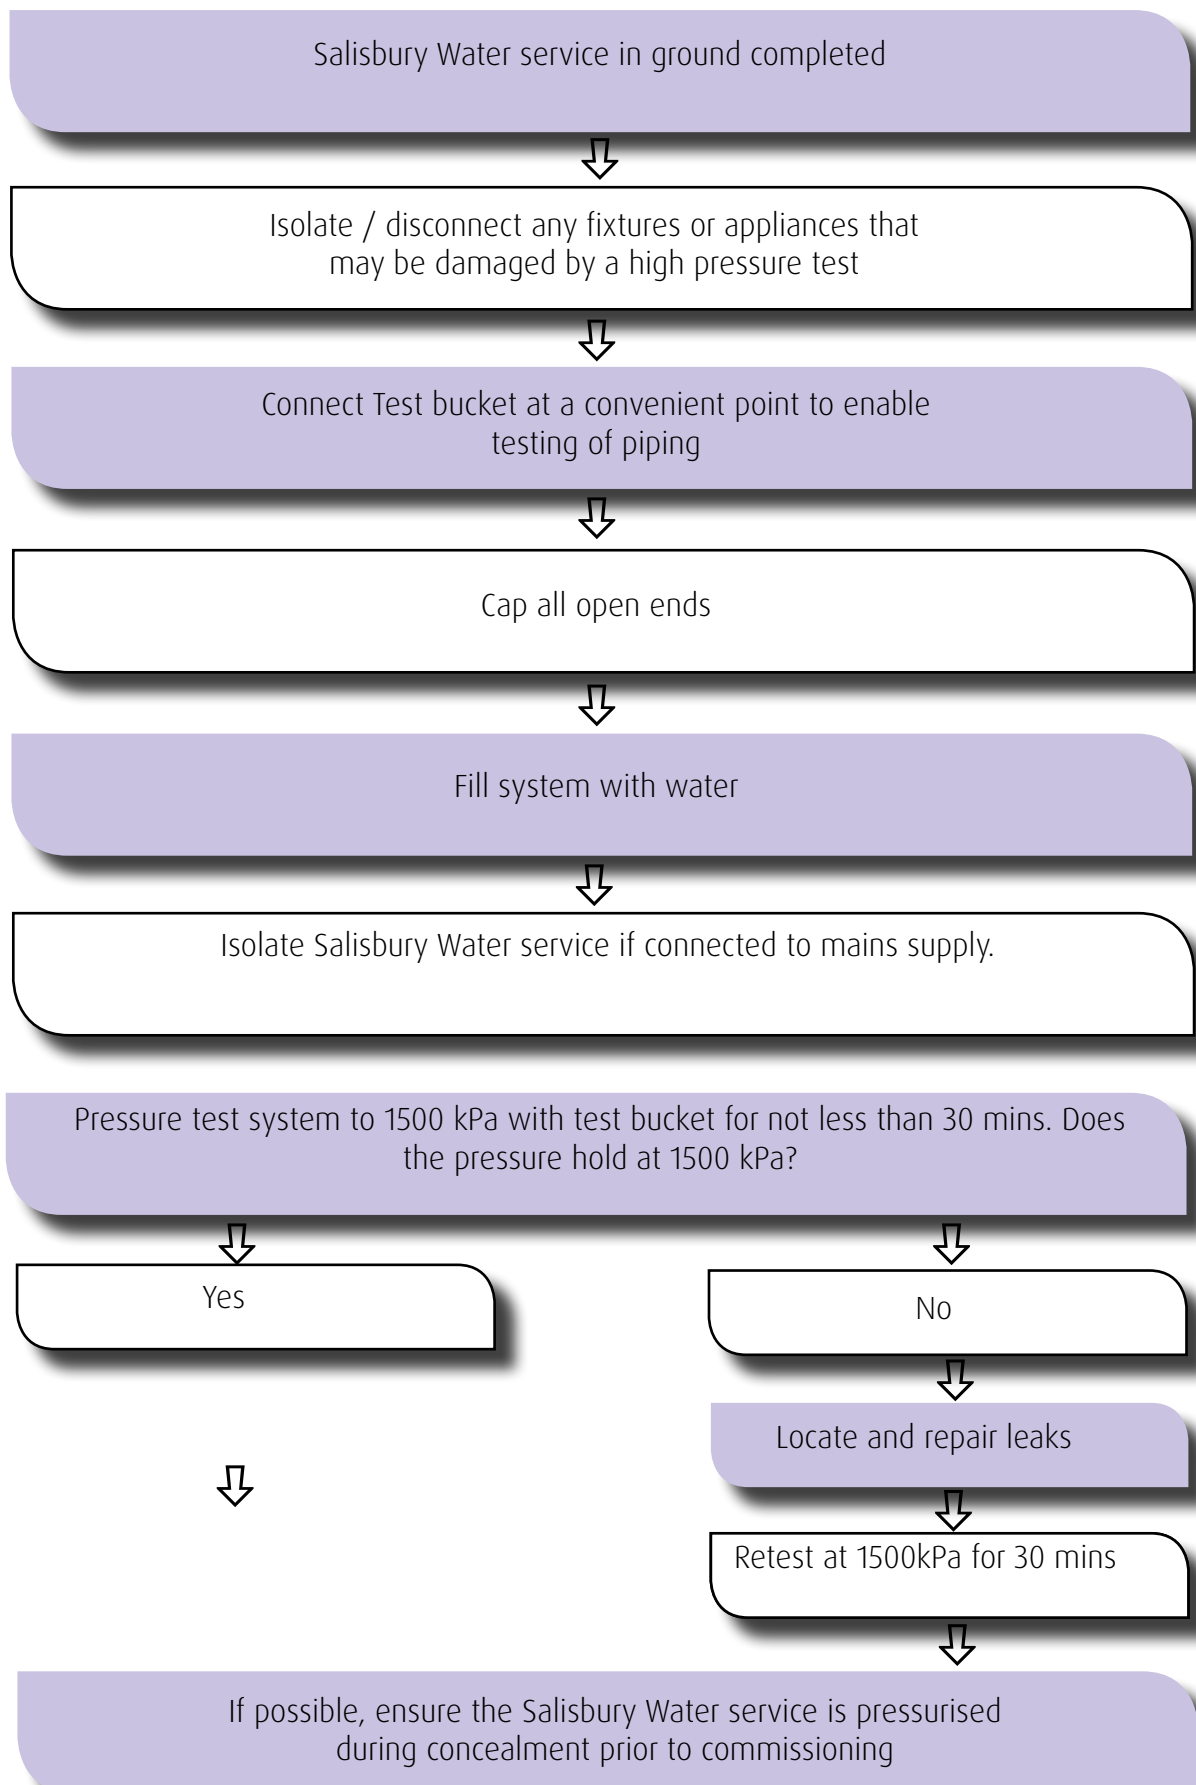 Salisbury Water service in ground completed
Isolate / disconnect any fixtures or appliances that
may be damaged by a high pressure test
Connect Test bucket at a convenient point to enable
testing of piping
Cap all open ends
Fill system with water
Isolate Salisbury Water service if connected to mains supply.
Pressure test system to 1500 kPa with test bucket for not less than 30 mins. Does
the pressure hold at 1500 kPa?
Yes
No
Locate and repair leaks
Retest at 1500kPa for 30 mins
If possible, ensure the Salisbury Water service is pressurised
during concealment prior to commissioning